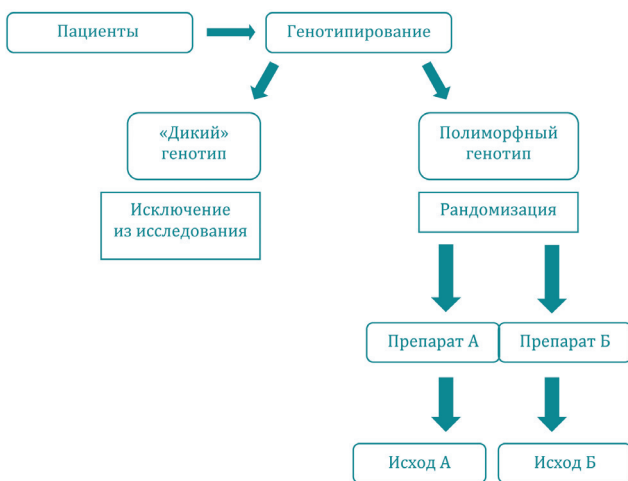 Пациенты
Генотипирование
«Дикий»
генотип
Полиморфный
генотип
Исключение
из исследования
Рандомизация
Препарат А
Препарат Б
Исход А
Исход Б